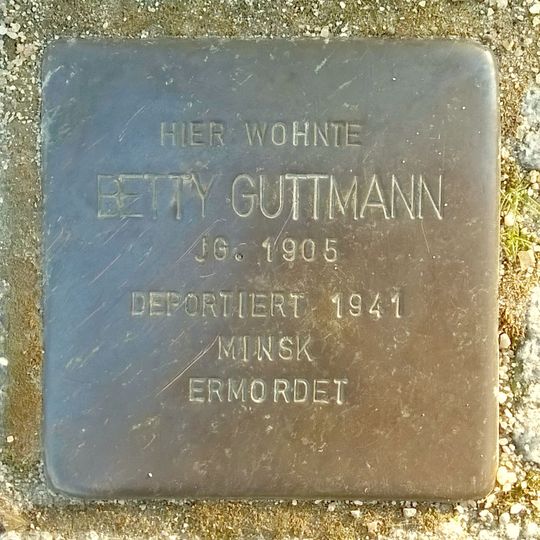 HIER WOHNTE
BETTY GUTTMANN
JG. 1905
DEPORTIERT 1941
MINSK
ERMORDET